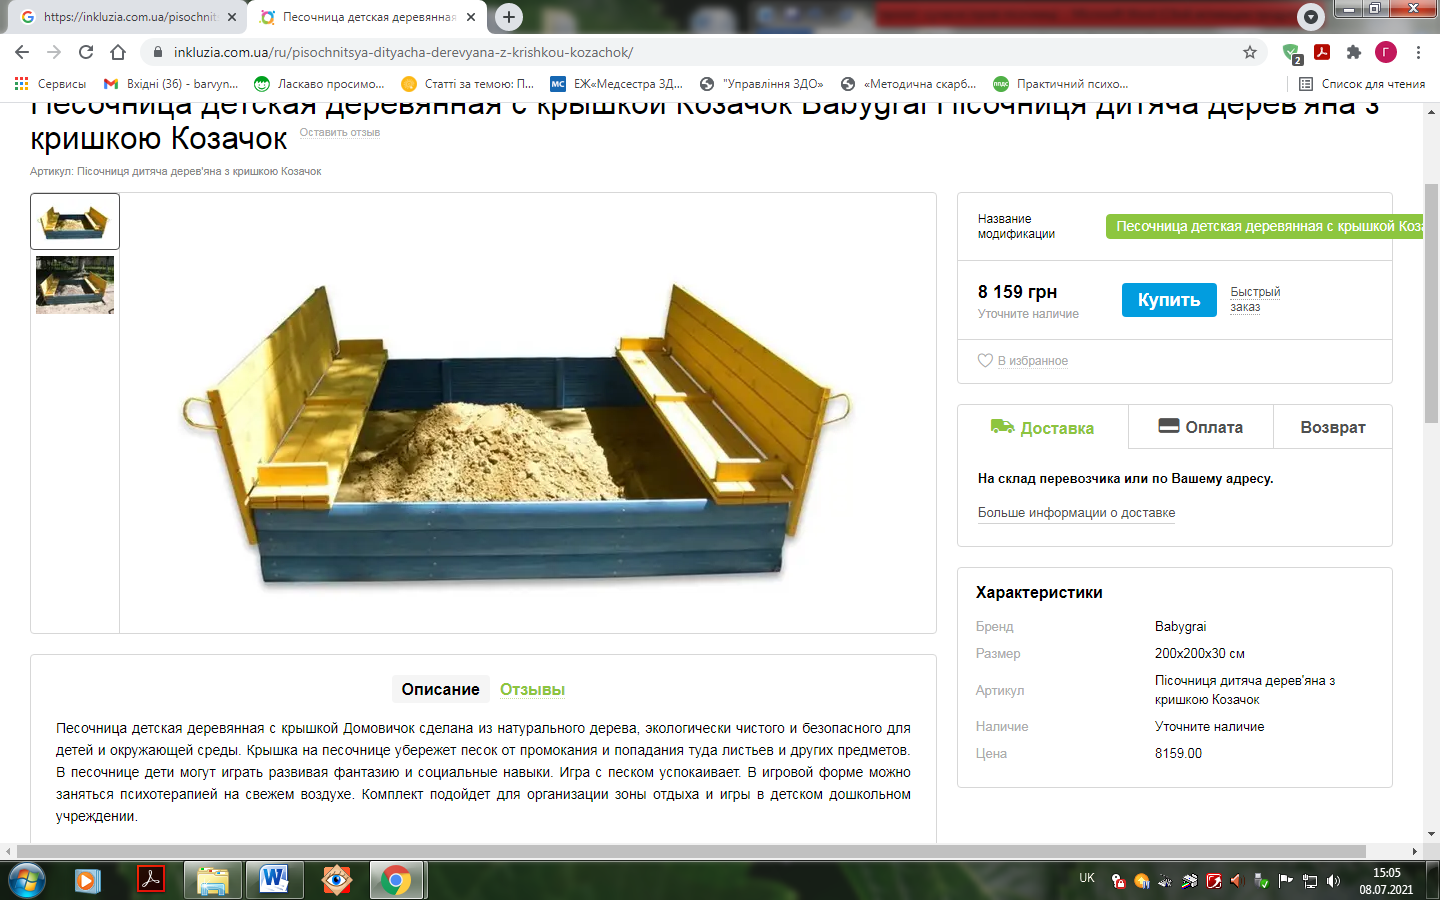 https://inkluzia.com.ua/pisochnits
Песочница детская деревянная
inkluzia.com.ua/ru/pisochnitsya-dityacha-derevyana-z-krishkou-kozachok/
2
Г
Сервисы
Вхідні (36) - barvyn...
Ласкаво просимо...
Статті за темою: П...
МС ЕЖ«Медсестра ЗД...
"Управління ЗДО»
«Методична скарб...
Практичний психо...
Список для чтения
Песочница детская деревянная с крышкой Козачок Babygrai Пісочниця дитяча дерев'яна з
кришкою Козачок Оставить отзыв
Артикул: Пісочниця дитяча дерев'яна з кришкою Козачок
Название
модификации
Песочница детская деревянная с крышкой Коза
8 159 грн
Уточните наличие
Купить
Быстрый
заказ
В избранное
Доставка
Оплата
Возврат
На склад перевозчика или по Вашему адресу.
Больше информации о доставке
Характеристики
Бренд Babygrai
Размер 200х200х30 см
Артикул Пісочниця дитяча дерев'яна з
кришкою Козачок
Наличие Уточните наличие
Цена 8159.00
Описание Отзывы
Песочница детская деревянная с крышкой Домовичок сделана из натурального дерева, экологически чистого и безопасного для
детей и окружающей среды. Крышка на песочнице убережет песок от промокания и попадания туда листьев и других предметов.
В песочнице дети могут играть развивая фантазию и социальные навыки. Игра с песком успокаивает. В игровой форме можно
заняться психотерапией на свежем воздухе. Комплект подойдет для организации зоны отдыха и игры в детском дошкольном
учреждении.
UK
15:05
08.07.2021